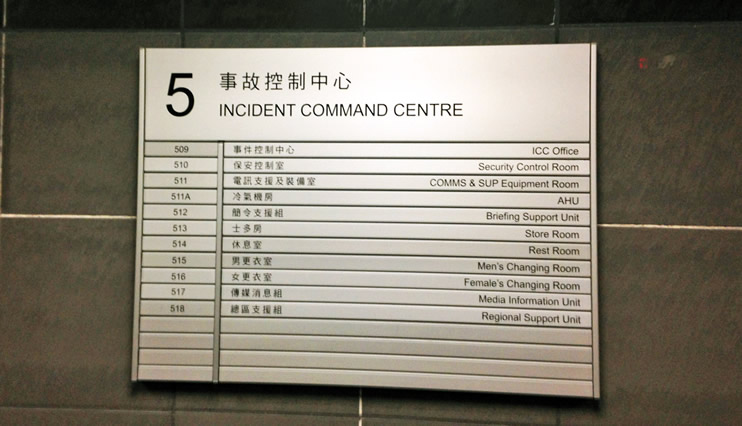 5
事故控制中心
INCIDENT COMMAND CENTRE
509 事件控制中心 ICC Office
510 保安控制室 Security Control Room
511 電訊支援及裝備室 COMMS & SUP Equipment Room
511A 冷氣機房 AHU
512 簡令支援組 Briefing Support Unit
513 士多房 Store Room
514 休息室 Rest Room
515 男更衣室 Men's Changing Room
516 女更衣室 Female's Changing Room
517 傳媒消息組 Media Information Unit
518 總區支援組 Regional Support Unit